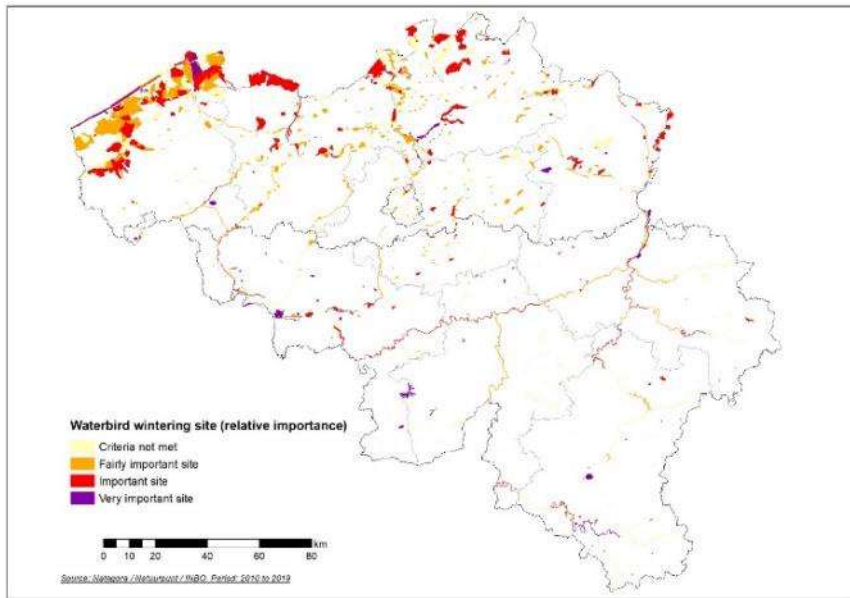 Waterbird wintering site (relative importance)
Criteria not met
Fairly important site
Important site
Very important site
km
0 10 20 40 60 80
Source: Natagora / Natuurpunt / INBO. Period: 2010 to 2019